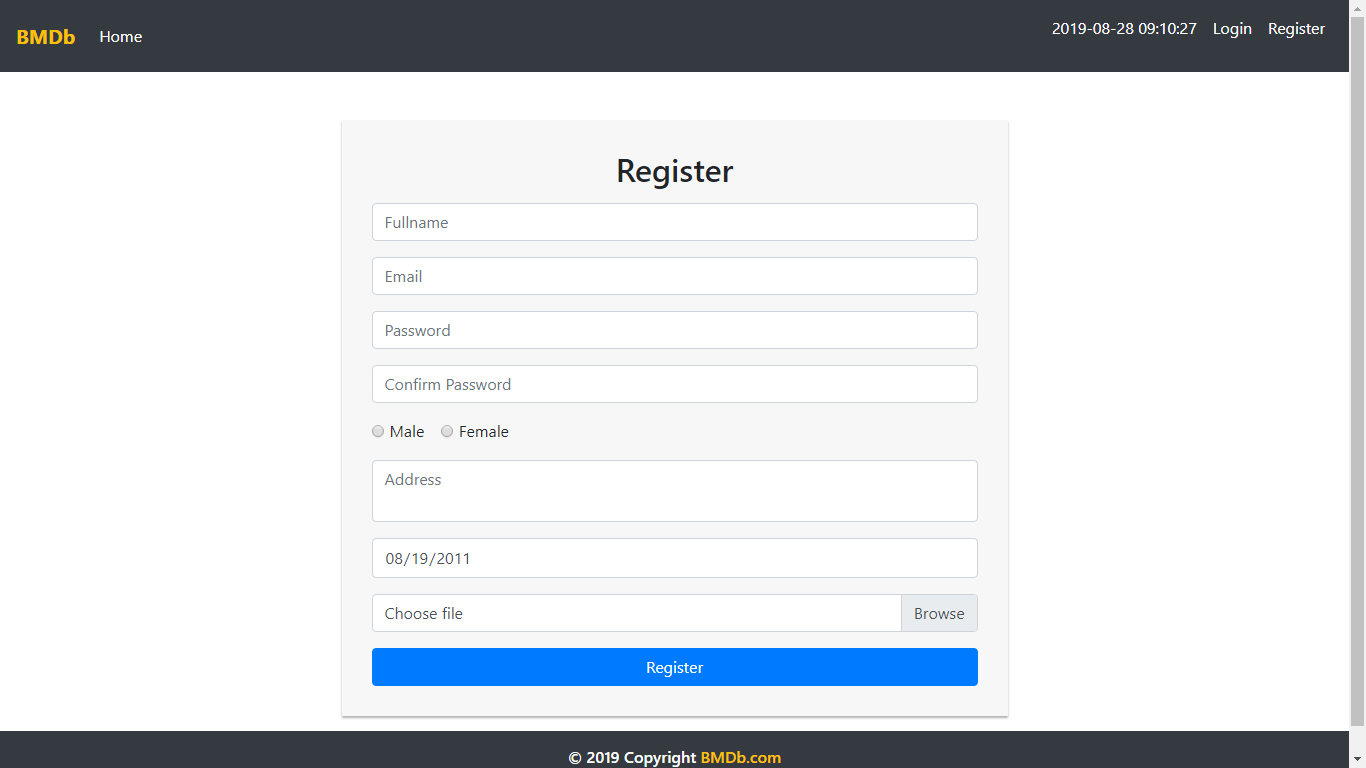 BMDb Home 2019-08-28 09:10:27 Login Register
Register
Fullname
Email
Password
Confirm Password
Male Female
Address
08/19/2011
Choose file Browse
Register
© 2019 Copyright BMDb.com